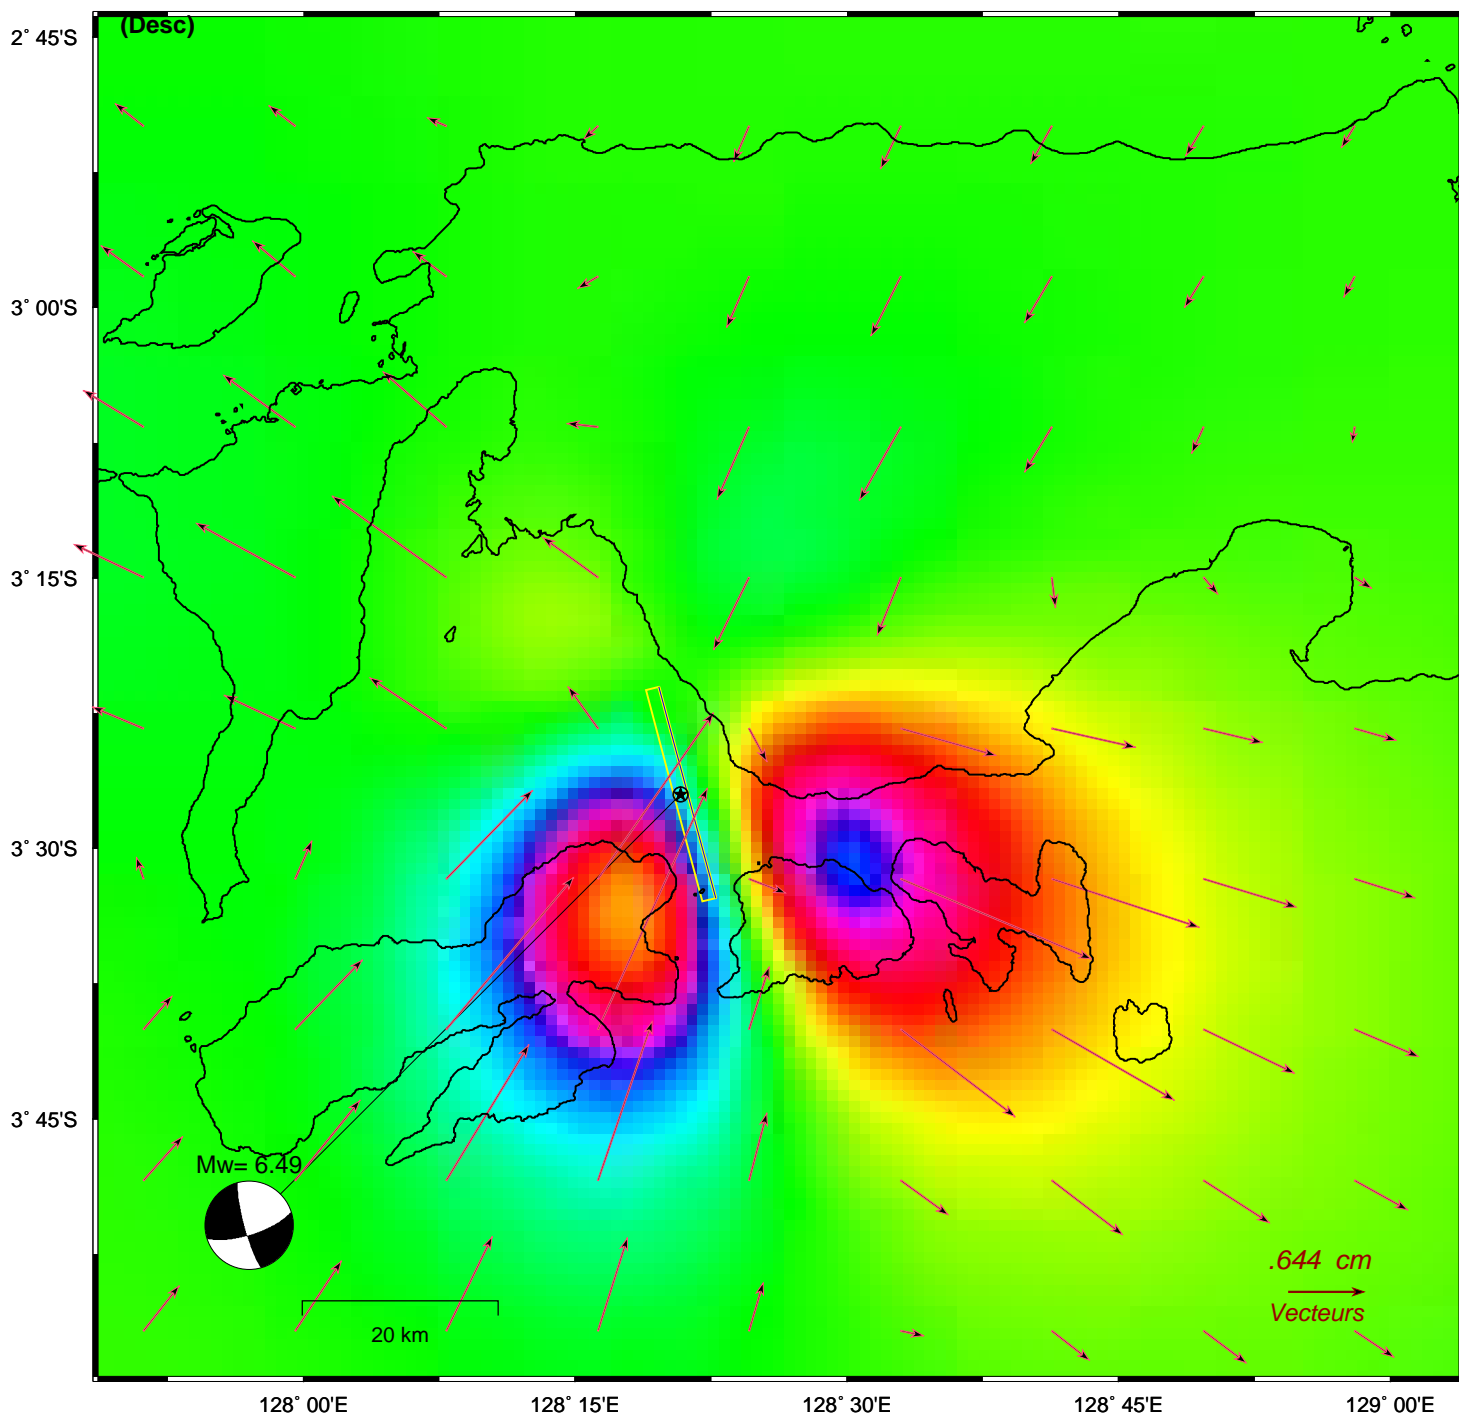 (Desc)
2° 45'S
3° 00'S
3° 15'S
3° 30'S
3° 45'S
Mw= 6.49
.644 cm
Vecteurs
20 km
128° 00'E
128° 15'E
128° 30'E
128° 45'E
129° 00'E